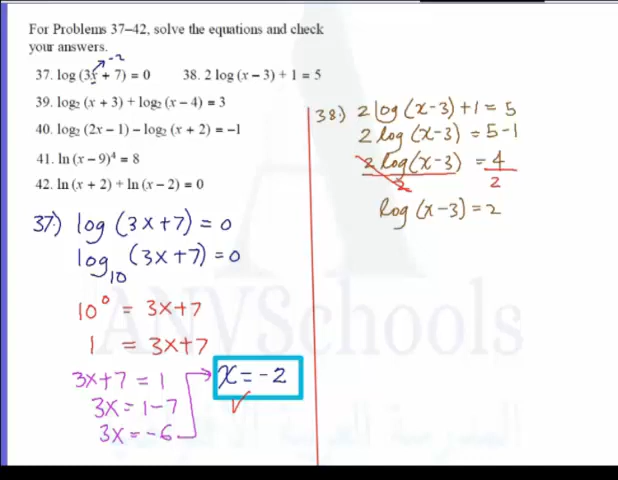 For Problems 37–42, solve the equations and check
your answers.
-2
37. log (3x + 7) = 0 38. 2 log (x − 3) + 1 = 5
39. log₂ (x + 3) + log₂ (x − 4) = 3
40. log₂ (2x − 1) − log₂ (x + 2) = −1
41. ln (x − 9)⁴ = 8
42. ln (x + 2) + ln (x − 2) = 0
37) log (3x+7) = 0
log₁₀ (3x+7) = 0
10⁰ = 3x+7
1 = 3x+7
3x+7 = 1
3x = 1−7
3x = −6
x = −2
38) 2 log (x−3) + 1 = 5
2 log (x−3) = 5−1
2 log (x−3) = 4
2 2
log (x−3) = 2
ANVSchools